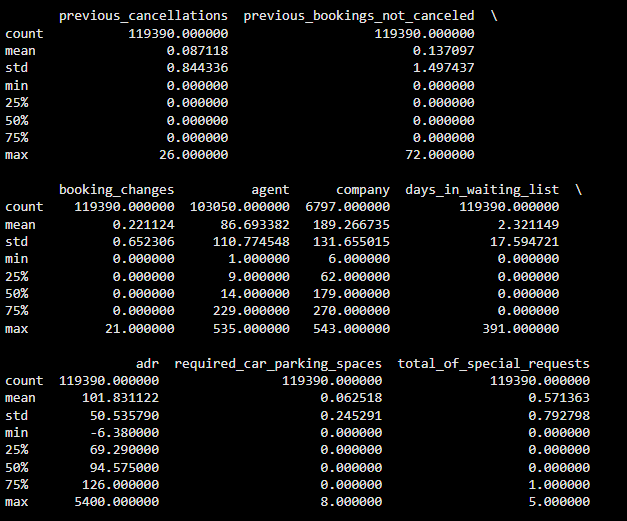 previous_cancellations previous_bookings_not_canceled \
count 119390.000000 119390.000000
mean 0.087118 0.137097
std 0.844336 1.497437
min 0.000000 0.000000
25% 0.000000 0.000000
50% 0.000000 0.000000
75% 0.000000 0.000000
max 26.000000 72.000000
booking_changes agent company days_in_waiting_list \
count 119390.000000 103050.000000 6797.000000 119390.000000
mean 0.221124 86.693382 189.266735 2.321149
std 0.652306 110.774548 131.655015 17.594721
min 0.000000 1.000000 6.000000 0.000000
25% 0.000000 9.000000 62.000000 0.000000
50% 0.000000 14.000000 179.000000 0.000000
75% 0.000000 229.000000 270.000000 0.000000
max 21.000000 535.000000 543.000000 391.000000
adr required_car_parking_spaces total_of_special_requests
count 119390.000000 119390.000000 119390.000000
mean 101.831122 0.062518 0.571363
std 50.535790 0.245291 0.792798
min -6.380000 0.000000 0.000000
25% 69.290000 0.000000 0.000000
50% 94.575000 0.000000 0.000000
75% 126.000000 0.000000 1.000000
max 5400.000000 8.000000 5.000000